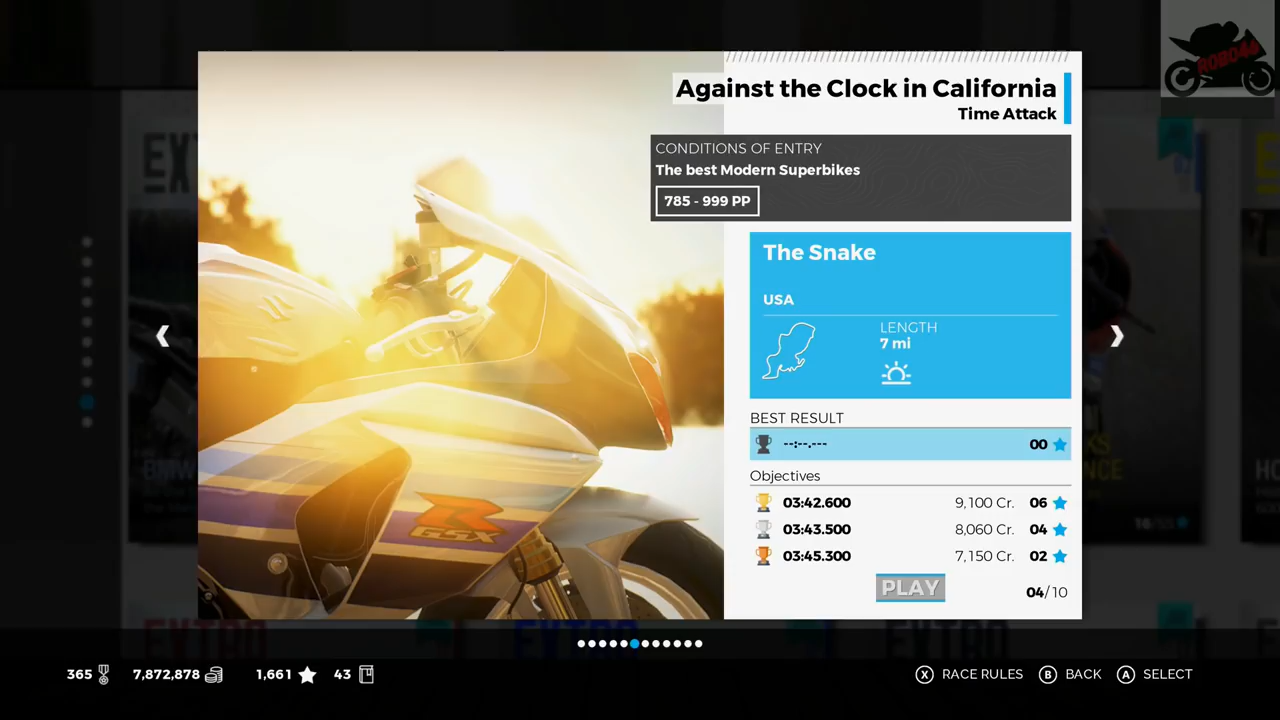 ROBO46
Against the Clock in California
Time Attack
CONDITIONS OF ENTRY
The best Modern Superbikes
785 - 999 PP
The Snake
USA
LENGTH
7 mi
BEST RESULT
--:--.---
00
Objectives
03:42.600 9,100 Cr. 06
03:43.500 8,060 Cr. 04
03:45.300 7,150 Cr. 02
PLAY
04/10
R
GSX
365 7,872,878 1,661 43
X RACE RULES B BACK A SELECT